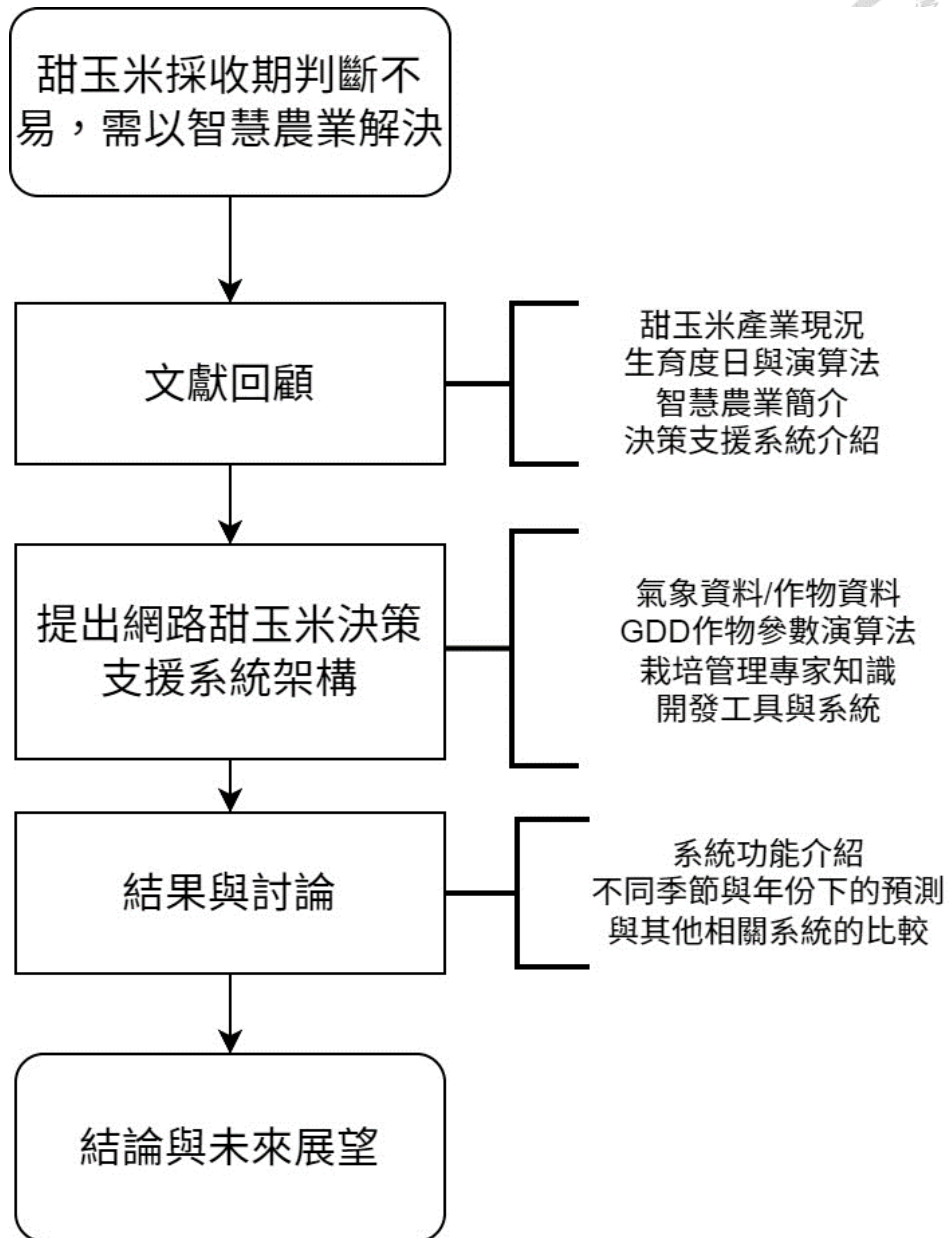 甜玉米採收期判斷不
易，需以智慧農業解決
文獻回顧
甜玉米產業現況
生育度日與演算法
智慧農業簡介
決策支援系統介紹
提出網路甜玉米決策
支援系統架構
氣象資料/作物資料
GDD作物參數演算法
栽培管理專家知識
開發工具與系統
結果與討論
系統功能介紹
不同季節與年份下的預測
與其他相關系統的比較
結論與未來展望